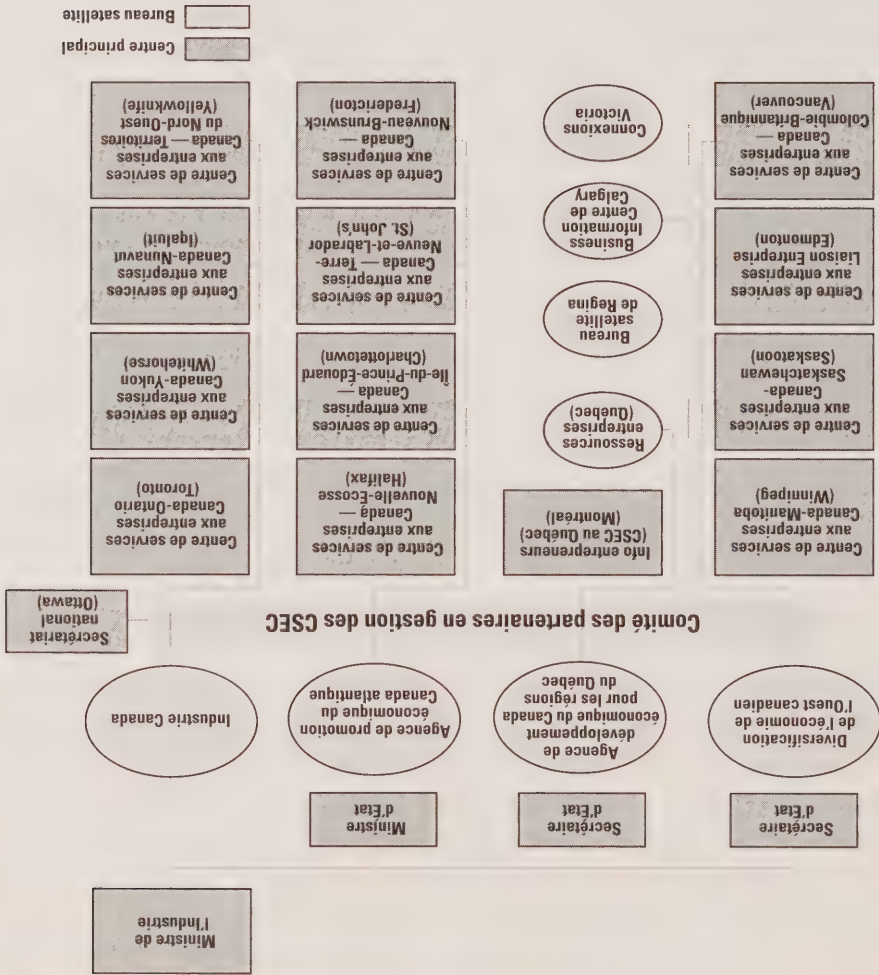 Ministre de
l'Industrie
Secrétaire
d'État
Secrétaire
d'État
Ministre
d'État
Diversification
de l'économie de
l'Ouest canadien
Agence de
développement
économique du Canada
pour les régions
du Québec
Agence de promotion
économique du
Canada atlantique
Industrie Canada
Comité des partenaires en gestion des CSEC
Secrétariat
national
(Ottawa)
Centre de services
aux entreprises
Canada-Manitoba
(Winnipeg)
Centre de services
aux entreprises
Canada-
Saskatchewan
(Saskatoon)
Centre de services
aux entreprises
Liaison Entreprise
(Edmonton)
Centre de services
aux entreprises
Canada —
Colombie-Britannique
(Vancouver)
Info entrepreneurs
(CSEC au Québec)
(Montréal)
Ressources
entreprises
(Québec)
Bureau
satellite
de Regina
Business
Information
Centre de
Calgary
Connexions
Victoria
Centre de services
aux entreprises
Canada —
Nouvelle-Écosse
(Halifax)
Centre de services
aux entreprises
Canada —
Île-du-Prince-Édouard
(Charlottetown)
Centre de services
aux entreprises
Canada — Terre-
Neuve-et-Labrador
(St. John's)
Centre de services
aux entreprises
Canada —
Nouveau-Brunswick
(Fredericton)
Centre de services
aux entreprises
Canada-Ontario
(Toronto)
Centre de services
aux entreprises
Canada-Yukon
(Whitehorse)
Centre de services
aux entreprises
Canada-Nunavut
(Iqaluit)
Centre de services
aux entreprises
Canada — Territoires
du Nord-Ouest
(Yellowknife)
Centre principal
Bureau satellite